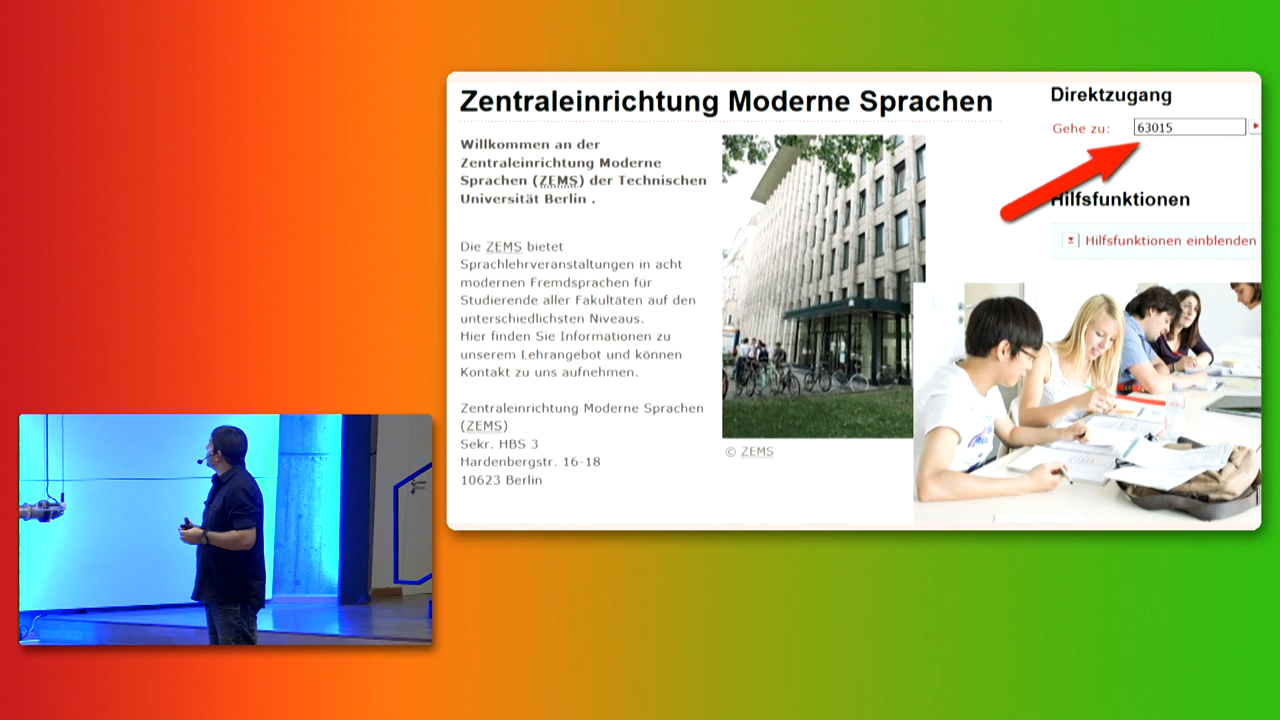 Zentraleinrichtung Moderne Sprachen
Willkommen an der
Zentraleinrichtung Moderne
Sprachen (ZEMS) der Technischen
Universität Berlin .
Die ZEMS bietet
Sprachlehrveranstaltungen in acht
modernen Fremdsprachen für
Studierende aller Fakultäten auf den
unterschiedlichsten Niveaus.
Hier finden Sie Informationen zu
unserem Lehrangebot und können
Kontakt zu uns aufnehmen.
Zentraleinrichtung Moderne Sprachen
(ZEMS)
Sekr. HBS 3
Hardenbergstr. 16-18
10623 Berlin
© ZEMS
Direktzugang
Gehe zu: 63015
Hilfsfunktionen
Hilfsfunktionen einblenden